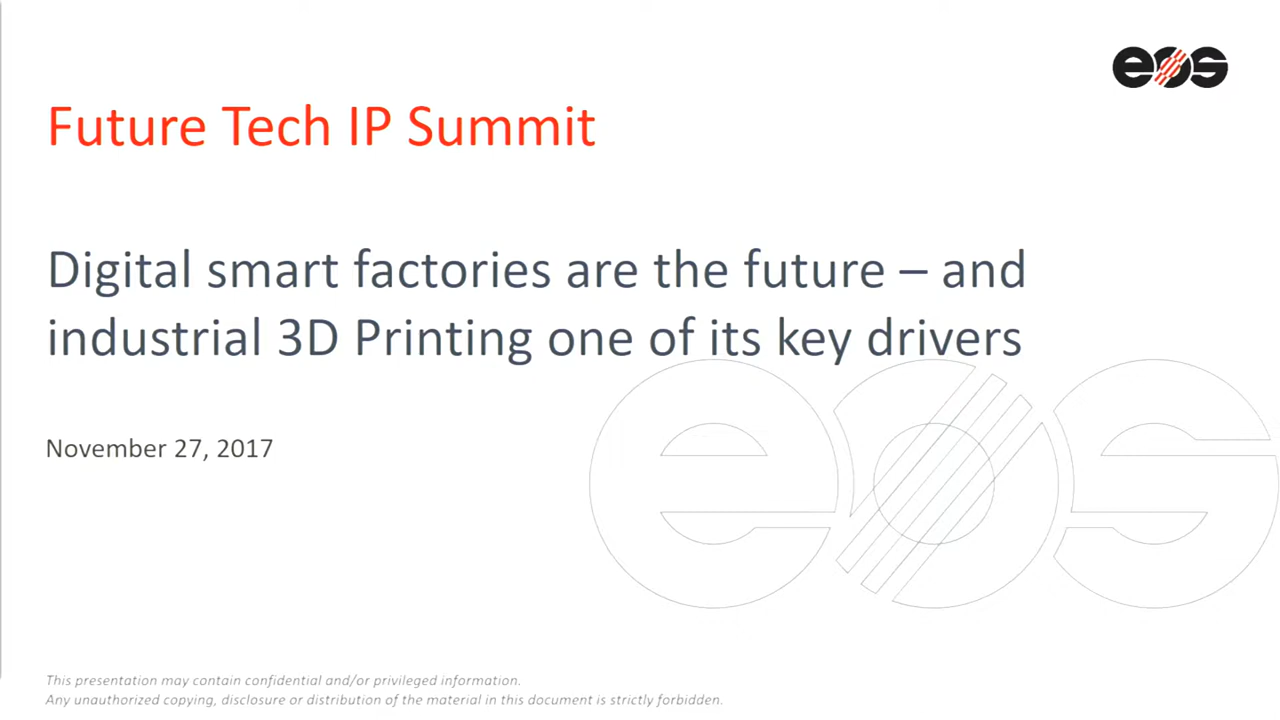 eos
Future Tech IP Summit
Digital smart factories are the future – and
industrial 3D Printing one of its key drivers
eos
November 27, 2017
This presentation may contain confidential and/or privileged information.
Any unauthorized copying, disclosure or distribution of the material in this document is strictly forbidden.